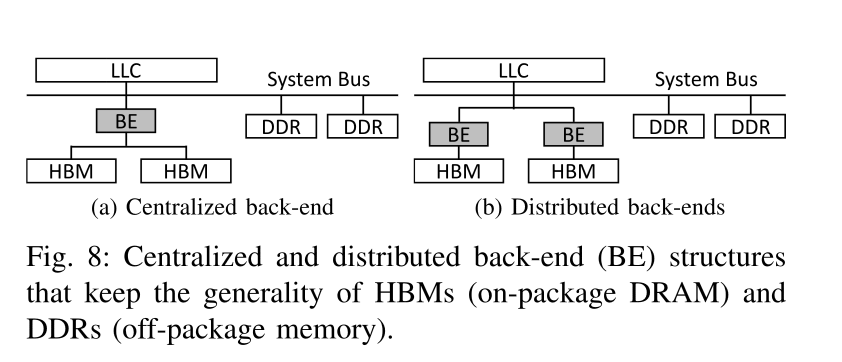 LLC
System Bus
BE
DDR
DDR
HBM
HBM
(a) Centralized back-end
LLC
System Bus
BE
BE
DDR
DDR
HBM
HBM
(b) Distributed back-ends
Fig. 8: Centralized and distributed back-end (BE) structures
that keep the generality of HBMs (on-package DRAM) and
DDRs (off-package memory).